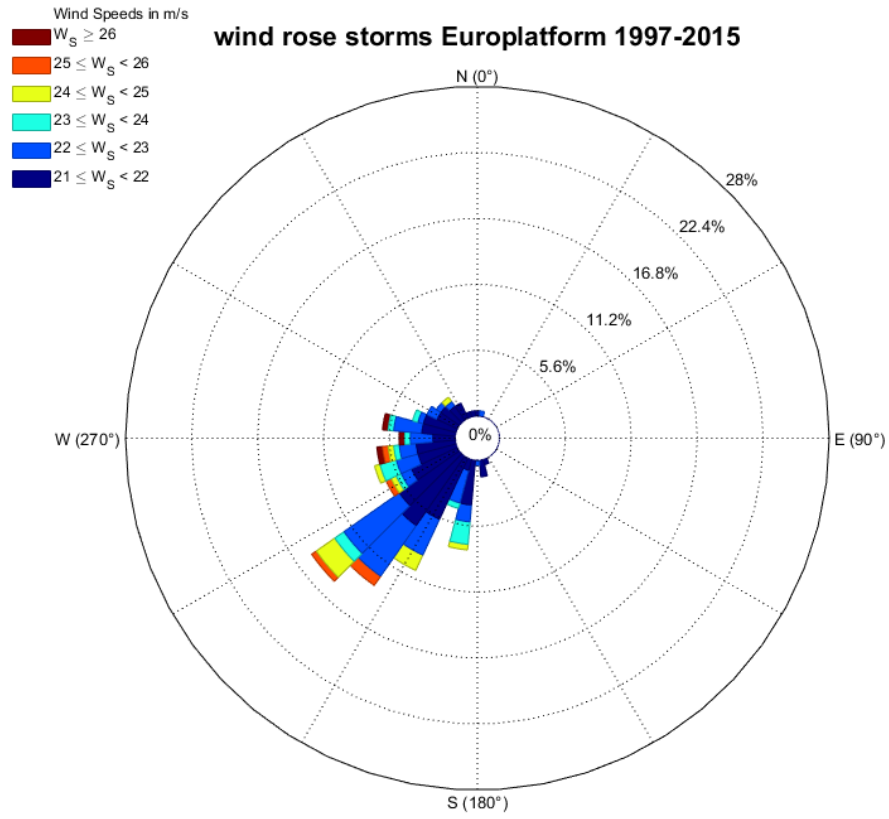 Wind Speeds in m/s
W_S ≥ 26
25 ≤ W_S < 26
24 ≤ W_S < 25
23 ≤ W_S < 24
22 ≤ W_S < 23
21 ≤ W_S < 22
wind rose storms Europlatform 1997-2015
N (0°)
28%
22.4%
16.8%
11.2%
5.6%
0%
W (270°)
E (90°)
S (180°)